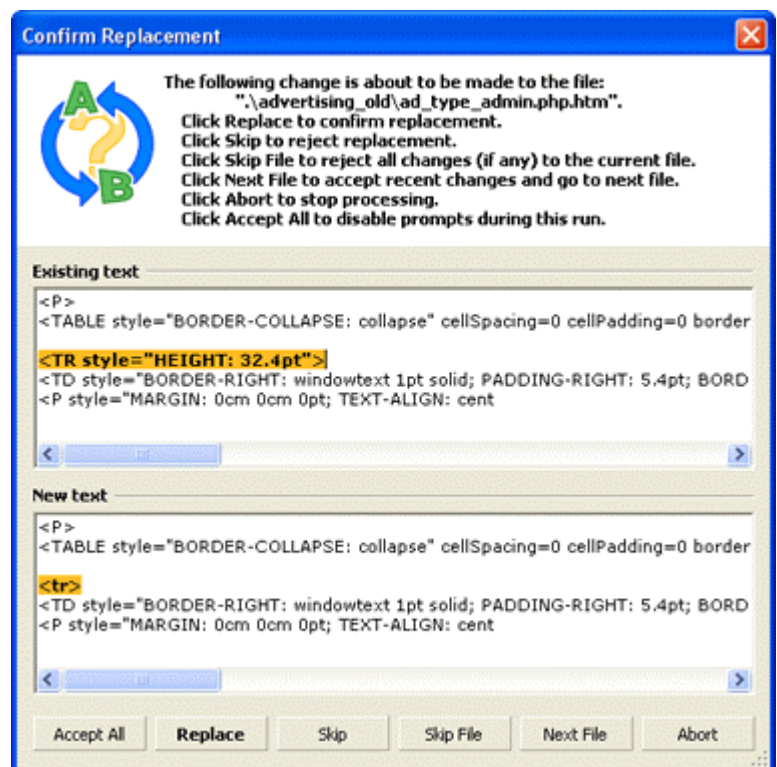 Confirm Replacement
The following change is about to be made to the file:
".\advertising_old\ad_type_admin.php.htm".
Click Replace to confirm replacement.
Click Skip to reject replacement.
Click Skip File to reject all changes (if any) to the current file.
Click Next File to accept recent changes and go to next file.
Click Abort to stop processing.
Click Accept All to disable prompts during this run.
A
?
B
Existing text
<P>
<TABLE style="BORDER-COLLAPSE: collapse" cellSpacing=0 cellPadding=0 border
<TR style="HEIGHT: 32.4pt">
<TD style="BORDER-RIGHT: windowtext 1pt solid; PADDING-RIGHT: 5.4pt; BORD
<P style="MARGIN: 0cm 0cm 0pt; TEXT-ALIGN: cent
New text
<P>
<TABLE style="BORDER-COLLAPSE: collapse" cellSpacing=0 cellPadding=0 border
<tr>
<TD style="BORDER-RIGHT: windowtext 1pt solid; PADDING-RIGHT: 5.4pt; BORD
<P style="MARGIN: 0cm 0cm 0pt; TEXT-ALIGN: cent
Accept All Replace Skip Skip File Next File Abort